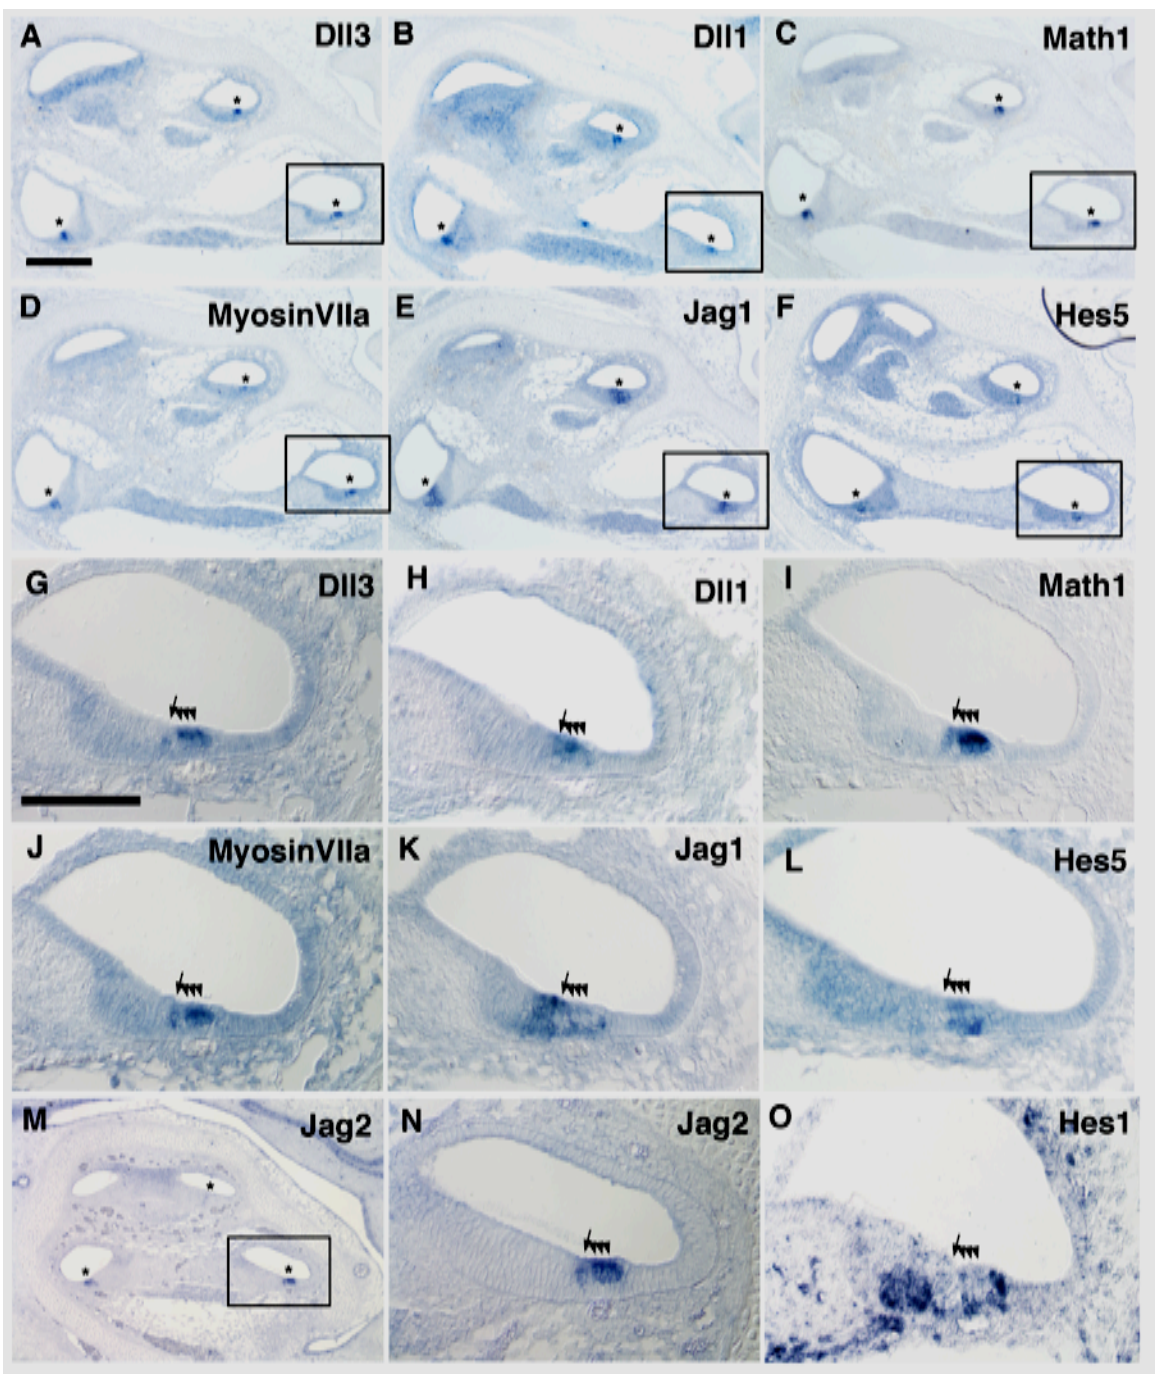 A Dll3 B Dll1 C Math1
D MyosinVIIa E Jag1 F Hes5
G Dll3 H Dll1 I Math1
J MyosinVIIa K Jag1 L Hes5
M Jag2 N Jag2 O Hes1